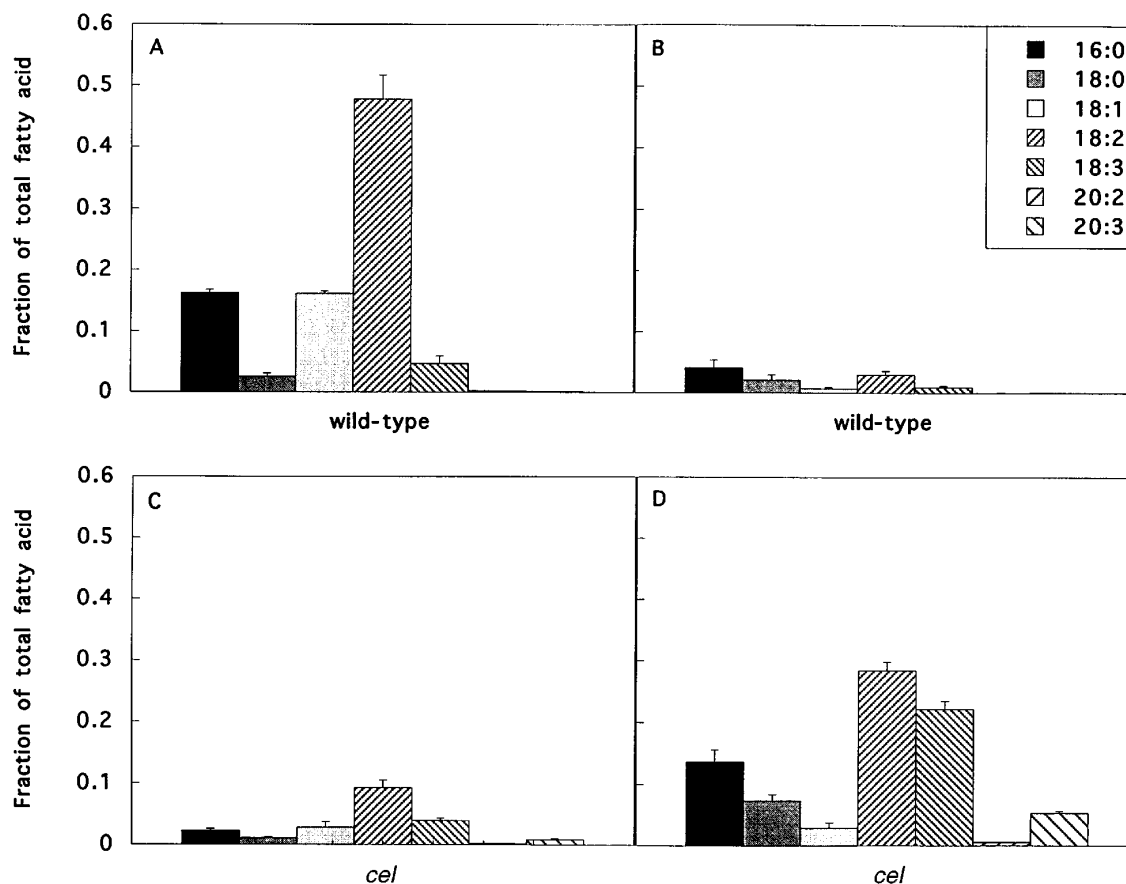 Fraction of total fatty acid
0.6
0.5
0.4
0.3
0.2
0.1
0
A
wild-type
B
wild-type
16:0
18:0
18:1
18:2
18:3
20:2
20:3
Fraction of total fatty acid
0.6
0.5
0.4
0.3
0.2
0.1
0
C
cel
D
cel